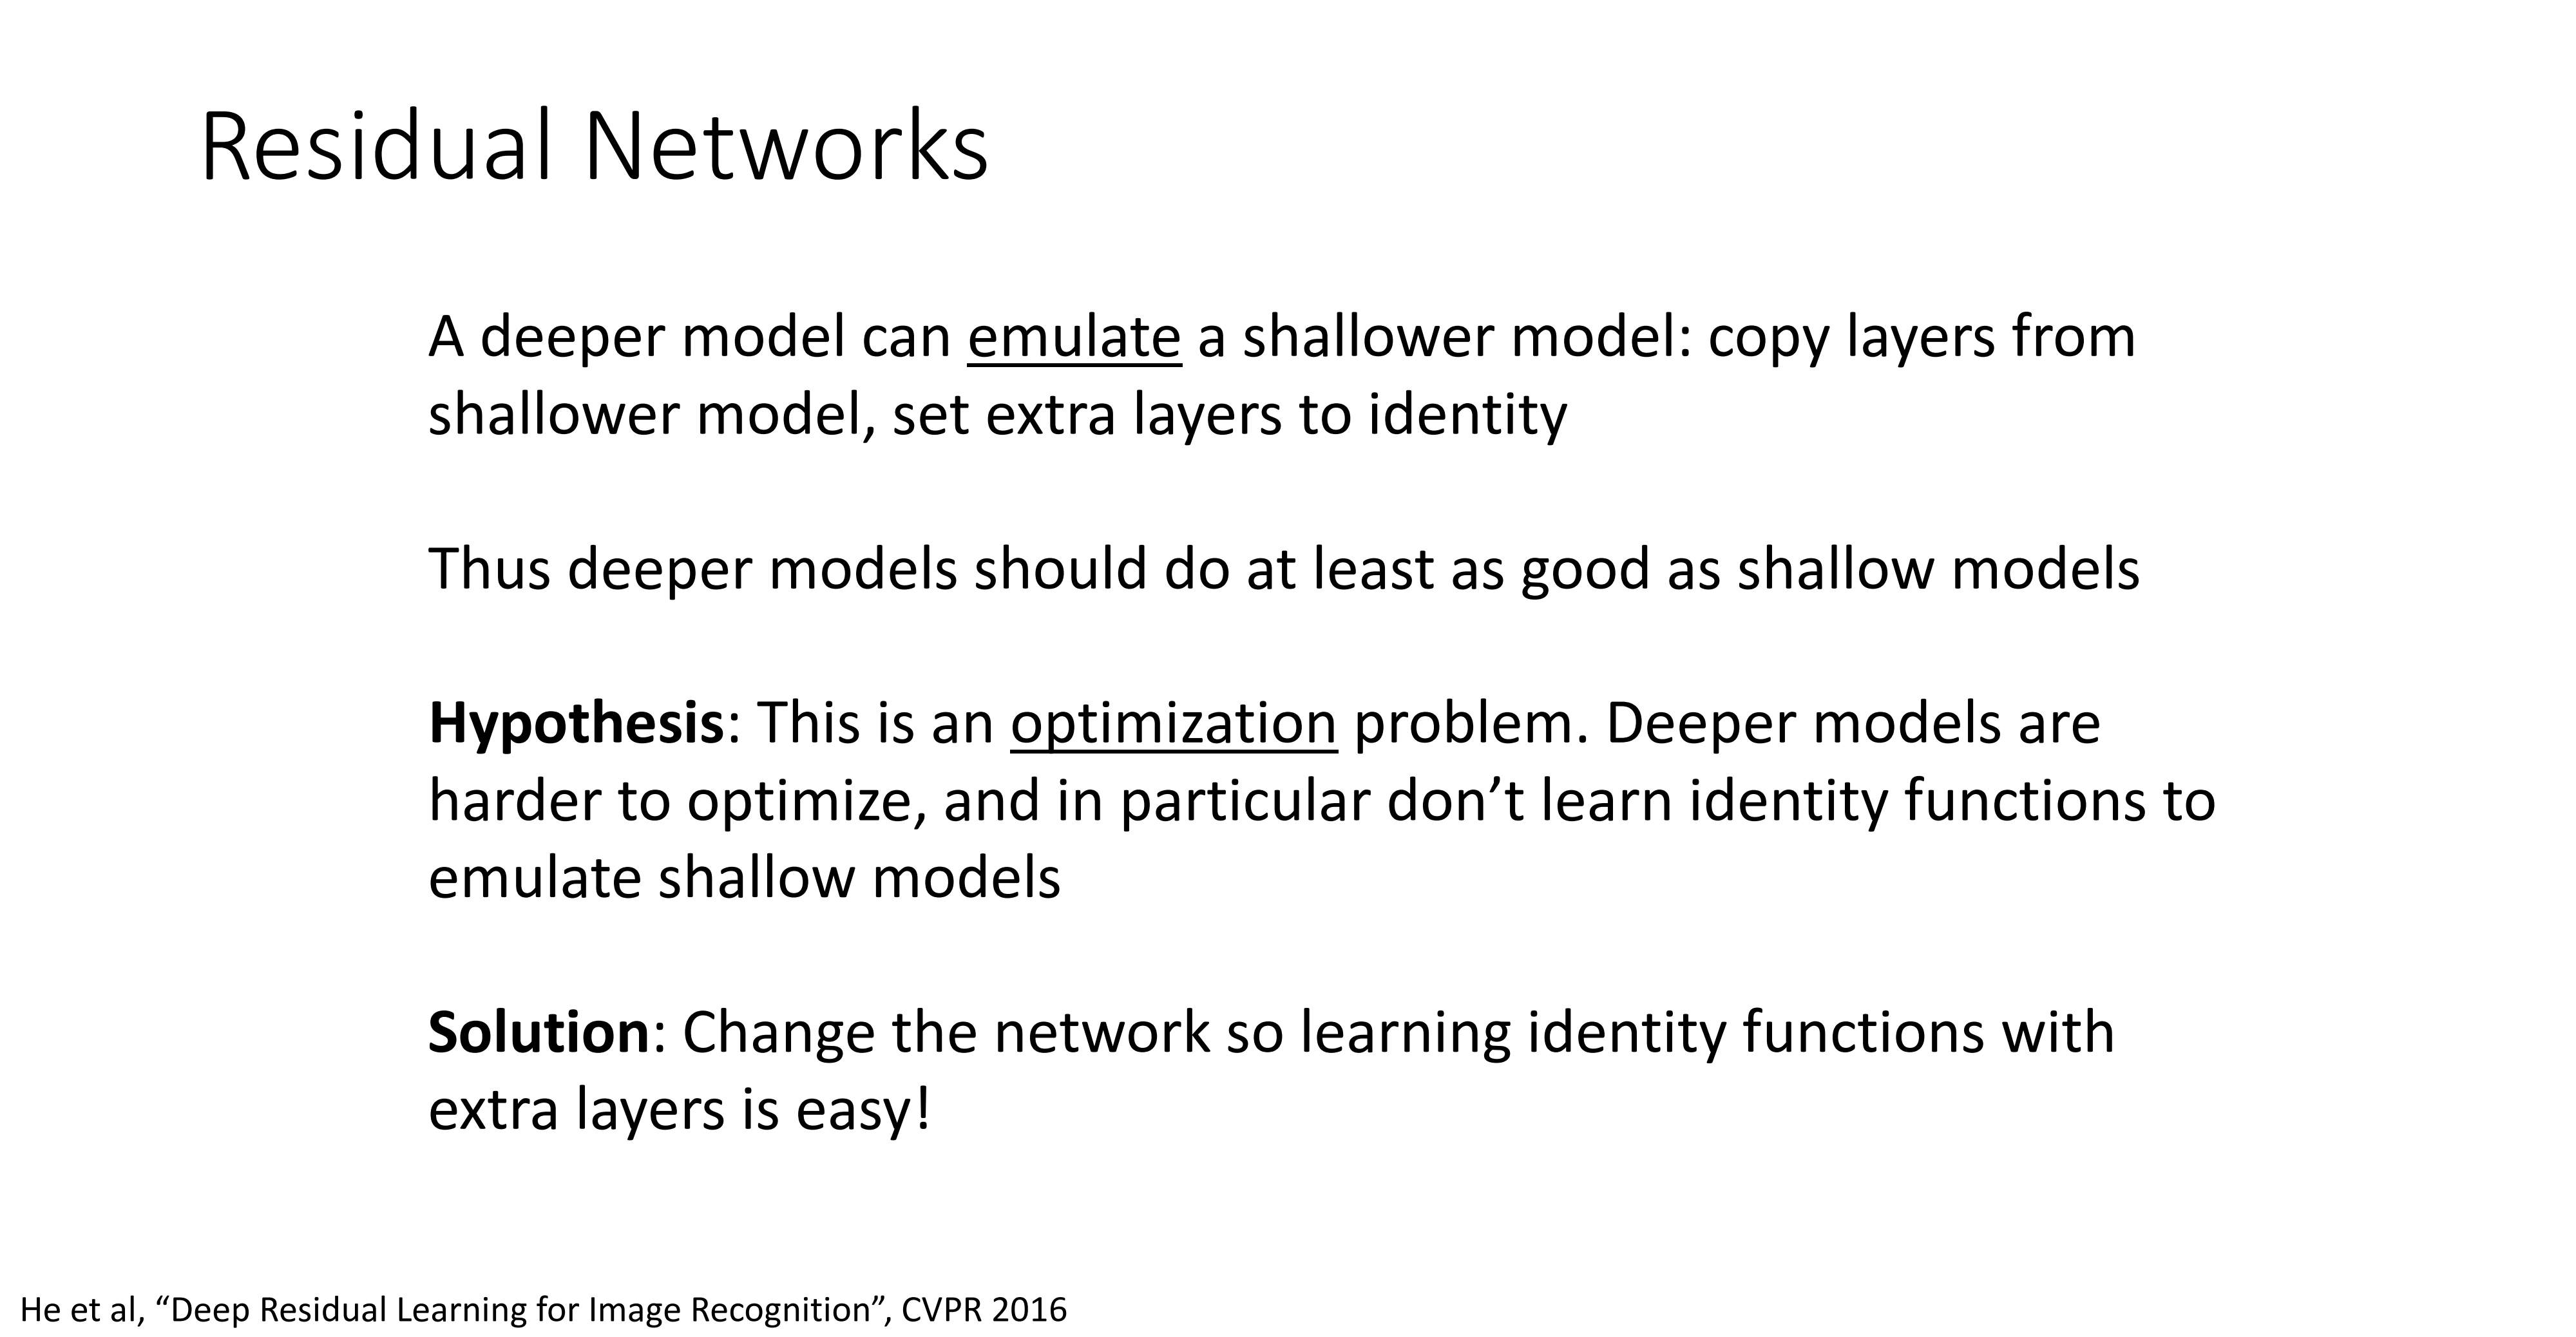 Residual Networks
A deeper model can emulate a shallower model: copy layers from
shallower model, set extra layers to identity
Thus deeper models should do at least as good as shallow models
Hypothesis: This is an optimization problem. Deeper models are
harder to optimize, and in particular don’t learn identity functions to
emulate shallow models
Solution: Change the network so learning identity functions with
extra layers is easy!
He et al, “Deep Residual Learning for Image Recognition”, CVPR 2016